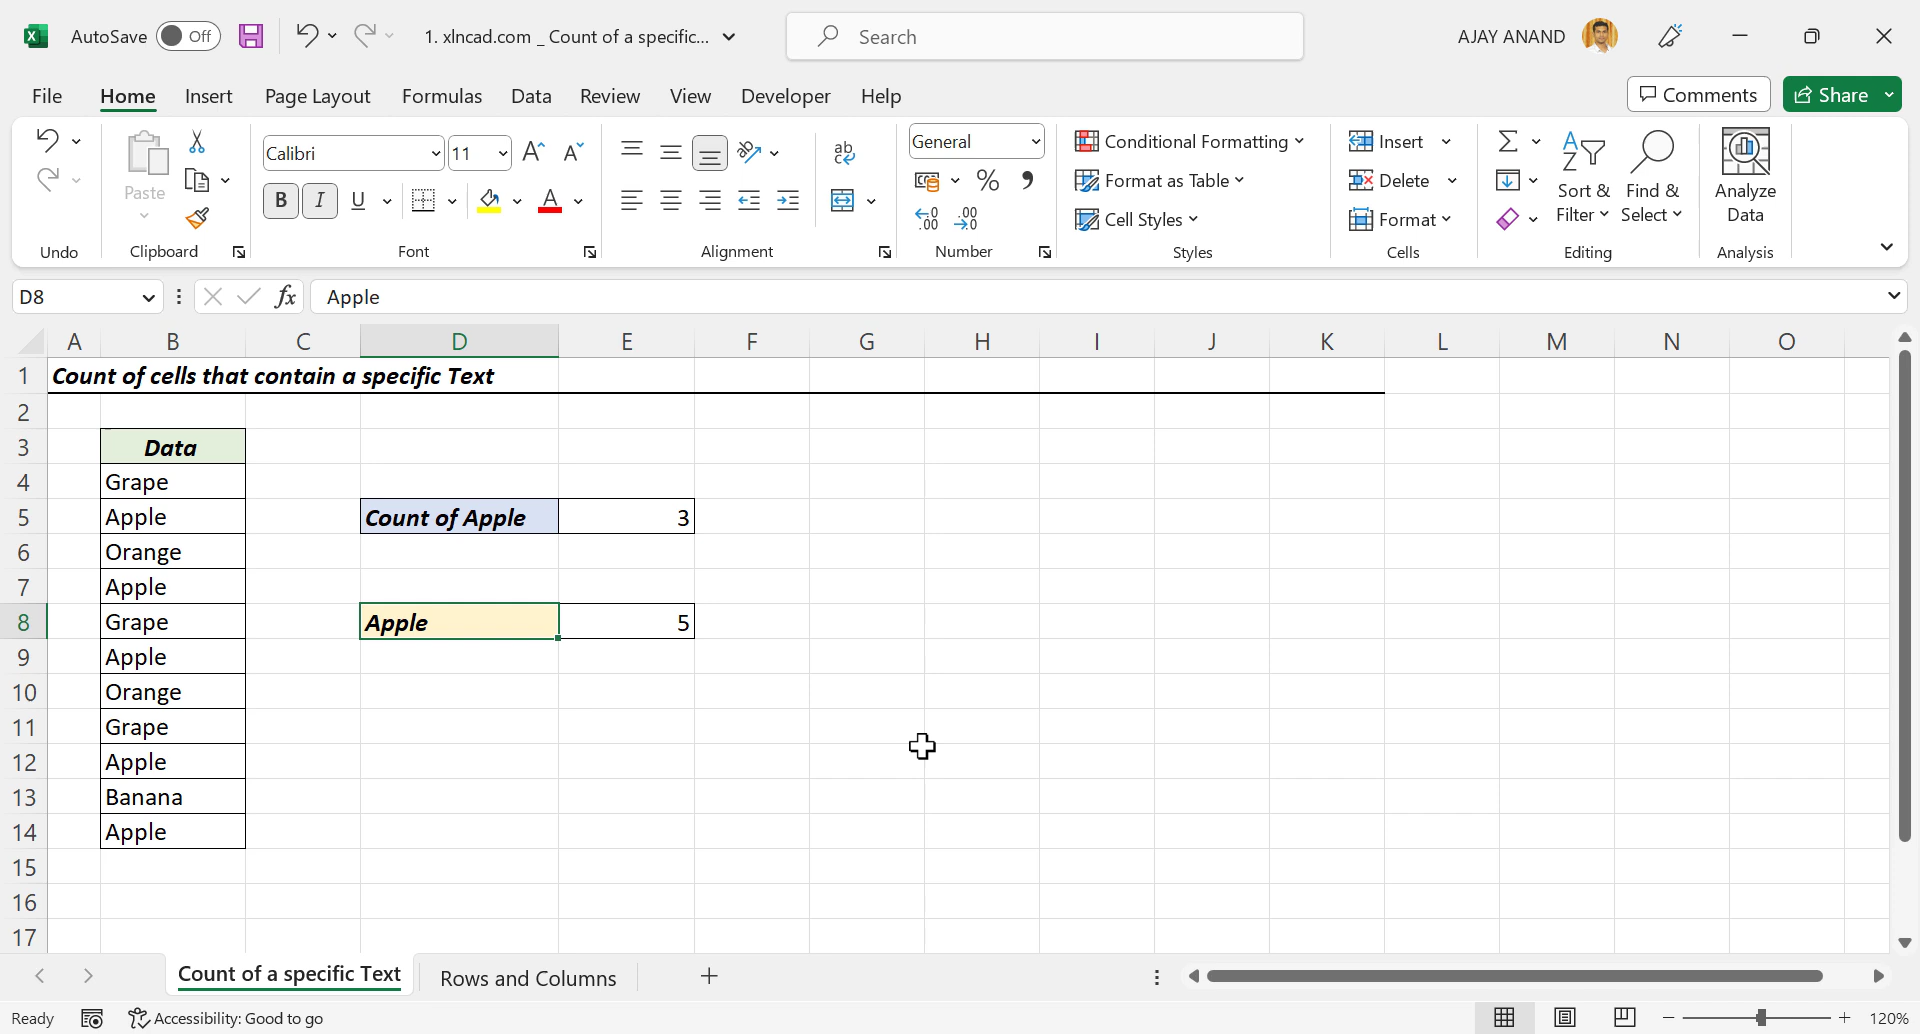 AutoSave Off 1. xlncad.com _ Count of a specific... Search AJAY ANAND
File Home Insert Page Layout Formulas Data Review View Developer Help Comments Share
Paste
Calibri 11
B I U A
ab
General
% ,
Conditional Formatting
Format as Table
Cell Styles
Insert
Delete
Format
Sort & Filter
Find & Select
Analyze Data
Undo Clipboard Font Alignment Number Styles Cells Editing Analysis
D8 fx Apple
A B C D E F G H I J K L M N O
1 Count of cells that contain a specific Text
2
3 Data
4 Grape
5 Apple Count of Apple 3
6 Orange
7 Apple
8 Grape Apple 5
9 Apple
10 Orange
11 Grape
12 Apple
13 Banana
14 Apple
15
16
17
Count of a specific Text Rows and Columns
Ready Accessibility: Good to go 120%